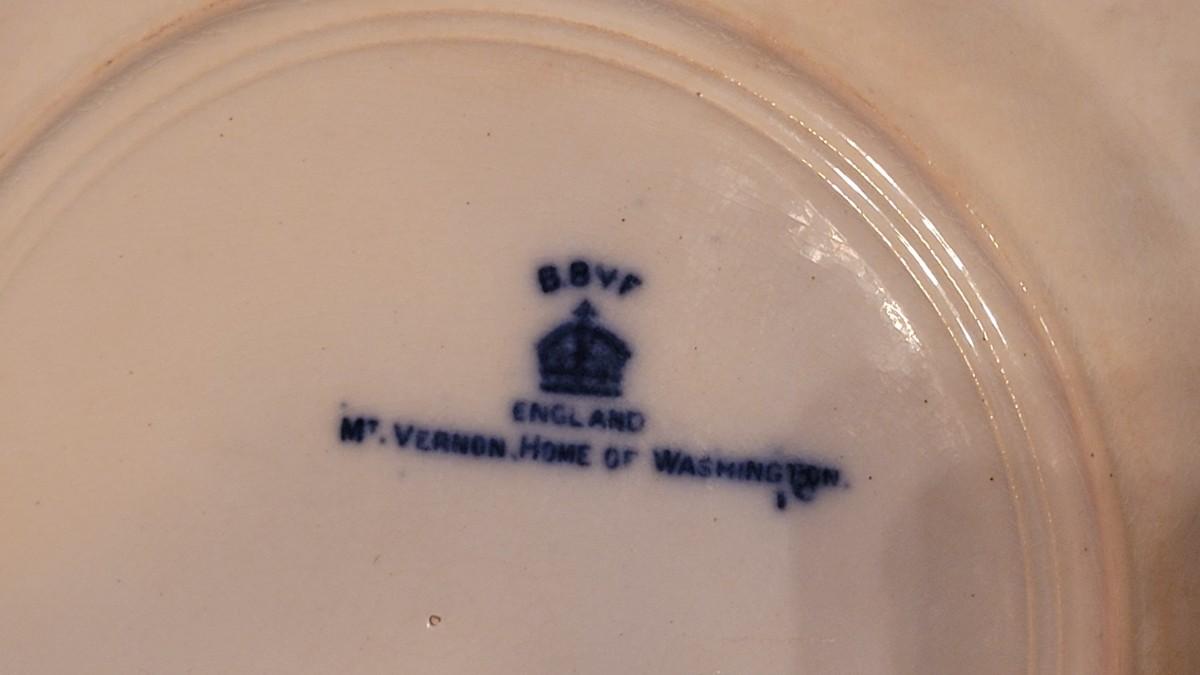 B.B.Y.F
ENGLAND
MT. VERNON. HOME OF WASHINGTON.